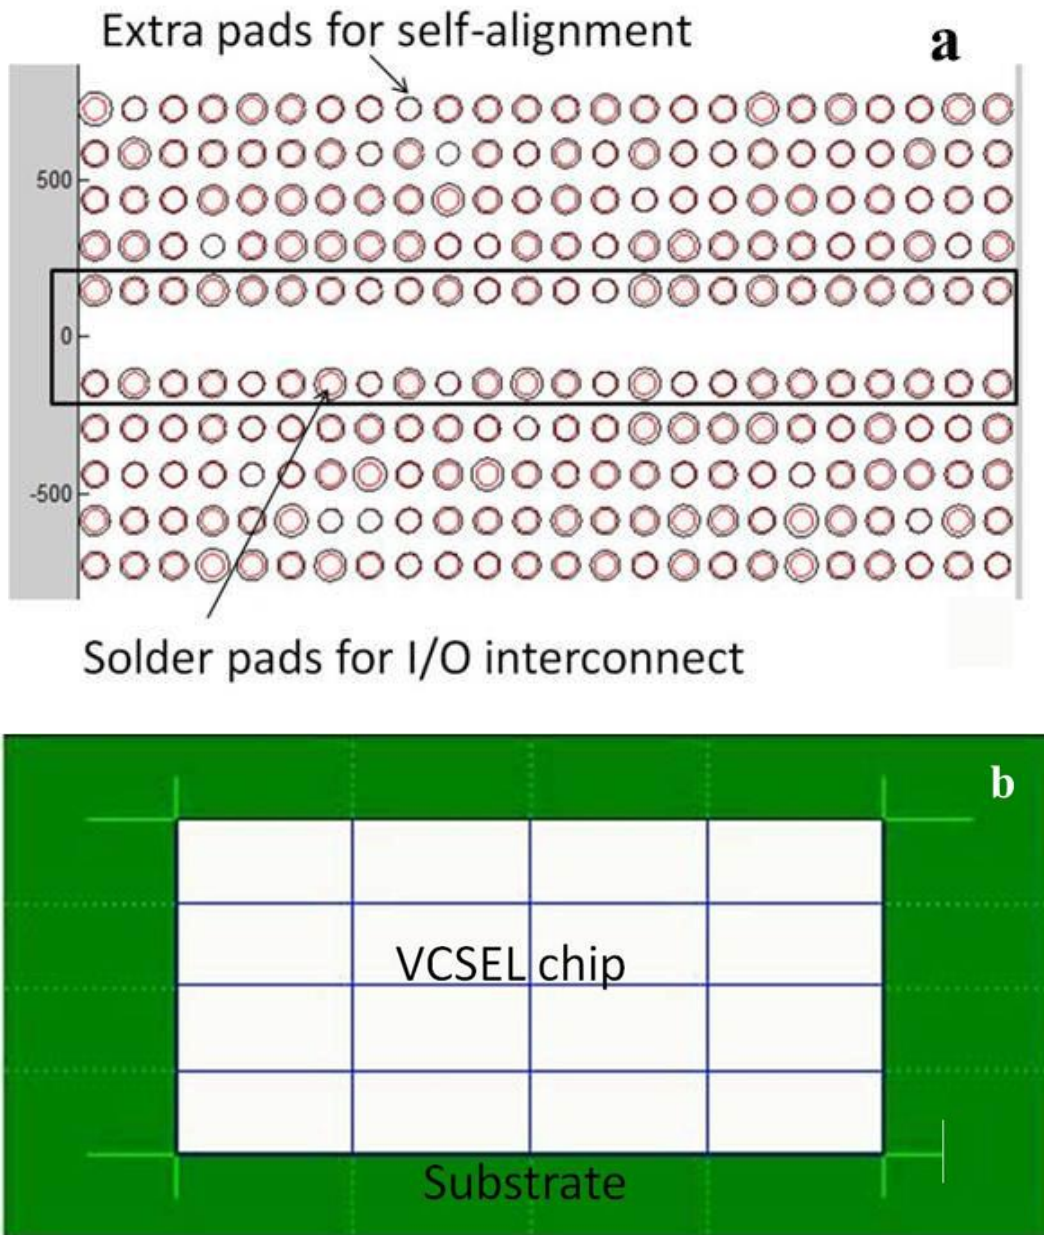 Extra pads for self-alignment
a
500
0
-500
Solder pads for I/O interconnect
b
VCSEL chip
Substrate